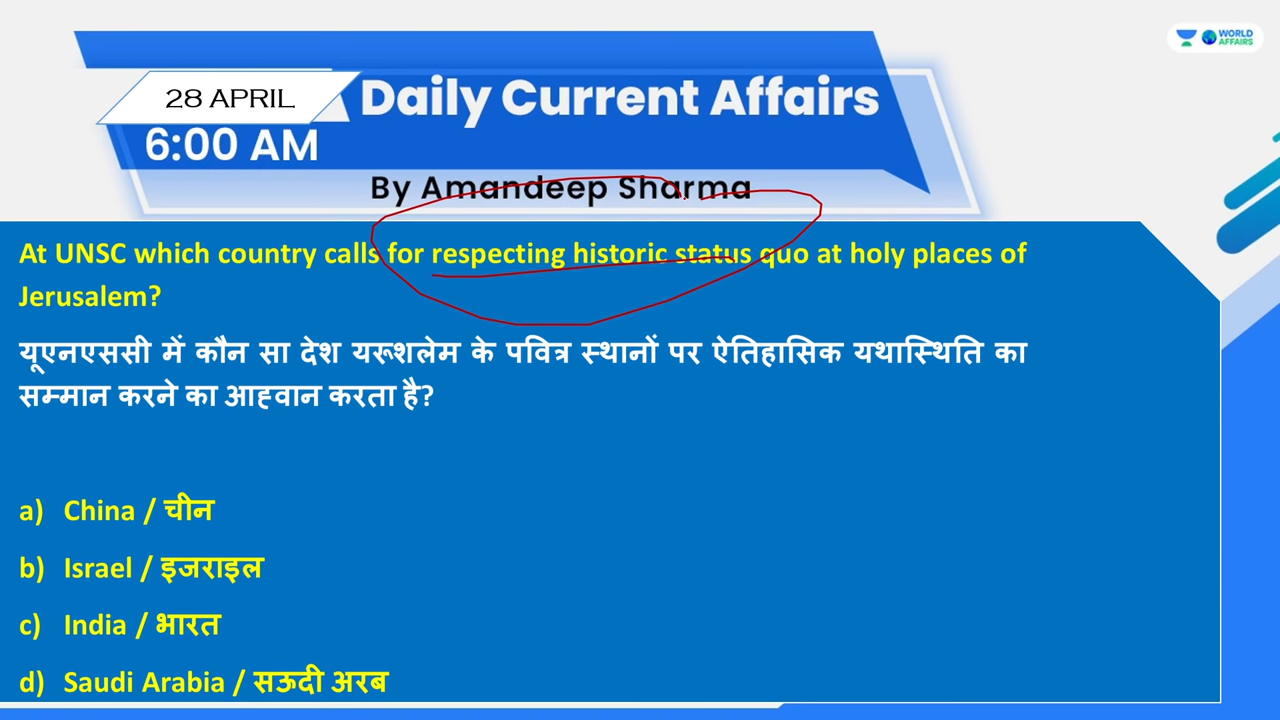 WORLD
AFFAIRS
28 APRIL
Daily Current Affairs
6:00 AM
By Amandeep Sharma
At UNSC which country calls for respecting historic status quo at holy places of
Jerusalem?
यूएनएससी में कौन सा देश यरूशलेम के पवित्र स्थानों पर ऐतिहासिक यथास्थिति का
सम्मान करने का आह्वान करता है?
a) China / चीन
b) Israel / इजराइल
c) India / भारत
d) Saudi Arabia / सऊदी अरब